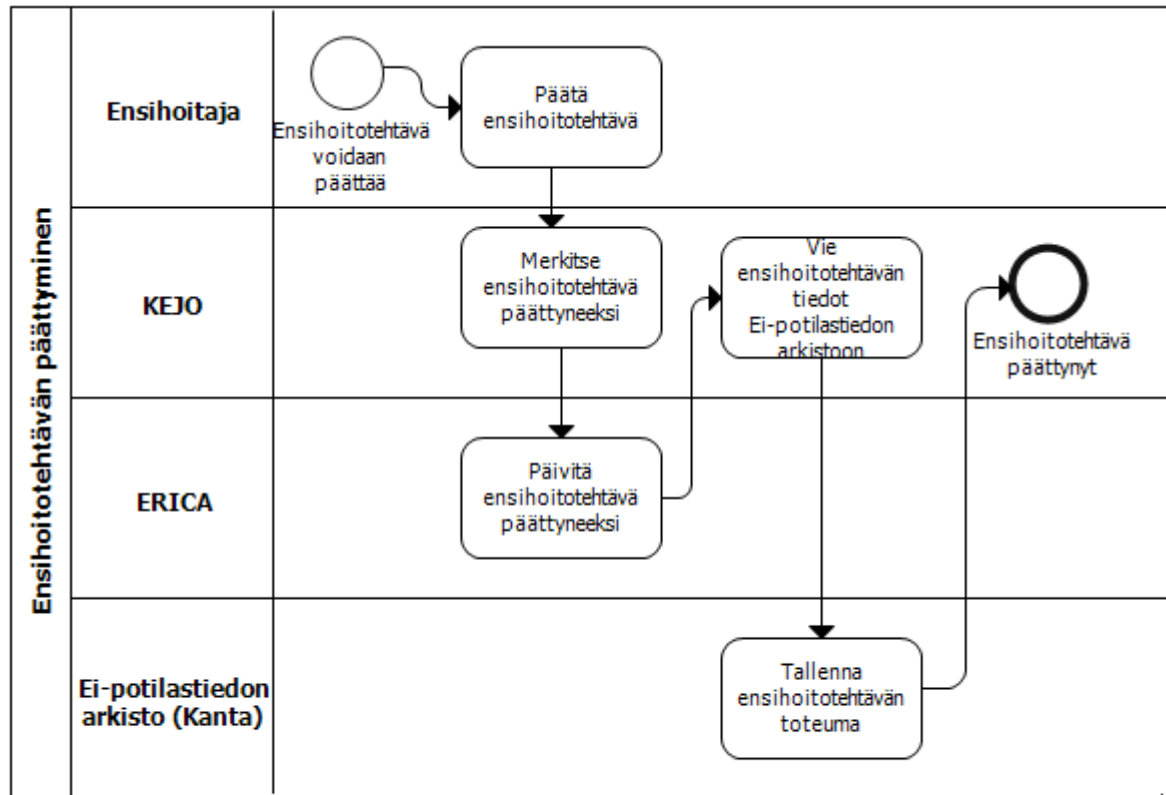 Ensihoitotehtävän päättyminen
Ensihoitaja
Ensihoitotehtävä
voidaan
päättää
Päätä
ensihoitotehtävä
KEJO
Merkitse
ensihoitotehtävä
päättyneeksi
Vie
ensihoitotehtävän
tiedot
Ei-potilastiedon
arkistoon
Ensihoitotehtävä
päättynyt
ERICA
Päivitä
ensihoitotehtävä
päättyneeksi
Ei-potilastiedon
arkisto (Kanta)
Tallenna
ensihoitotehtävän
toteuma